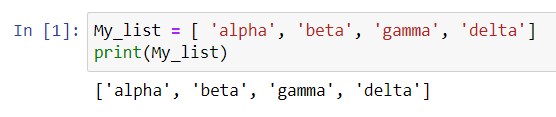 In [1]: My_list = [ 'alpha', 'beta', 'gamma', 'delta']
print(My_list)
['alpha', 'beta', 'gamma', 'delta']